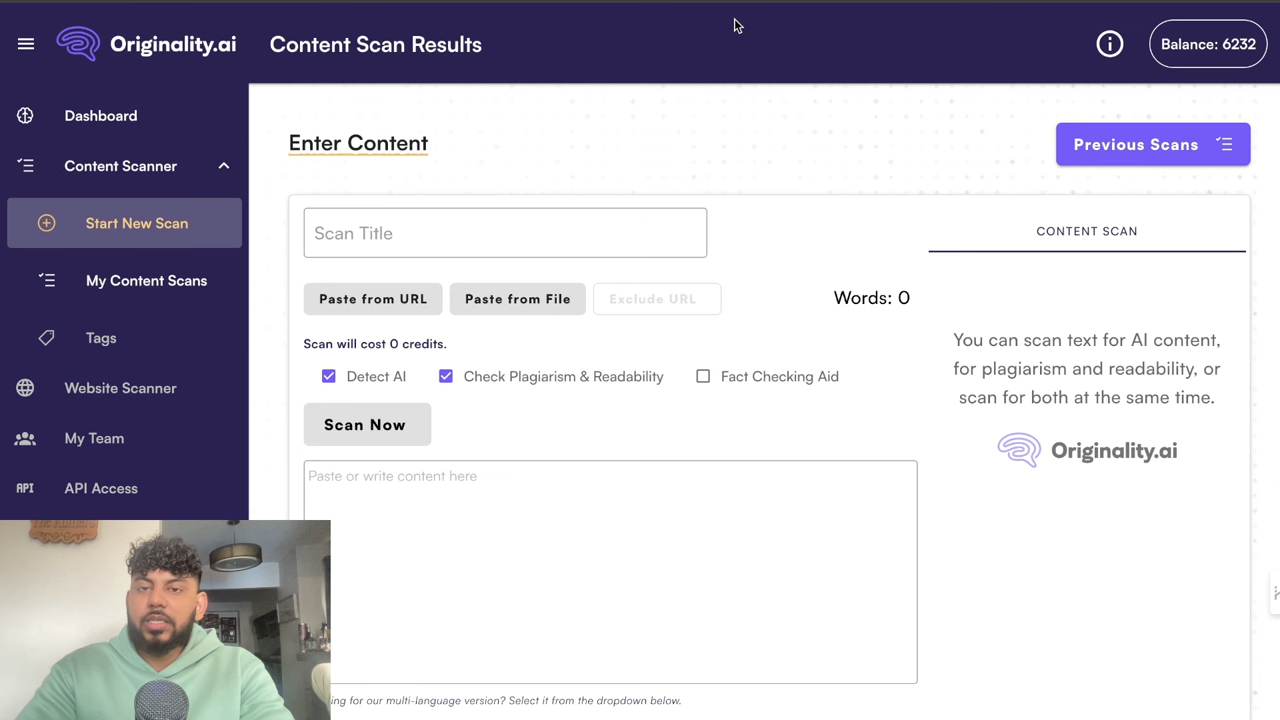 Originality.ai
Content Scan Results
Balance: 6232
Dashboard
Content Scanner
Start New Scan
My Content Scans
Tags
Website Scanner
My Team
API
API Access
Enter Content
Previous Scans
Scan Title
Paste from URL
Paste from File
Exclude URL
Words: 0
Scan will cost 0 credits.
Detect AI
Check Plagiarism & Readability
Fact Checking Aid
Scan Now
Paste or write content here
ing for our multi-language version? Select it from the dropdown below.
CONTENT SCAN
You can scan text for AI content,
for plagiarism and readability, or
scan for both at the same time.
Originality.ai